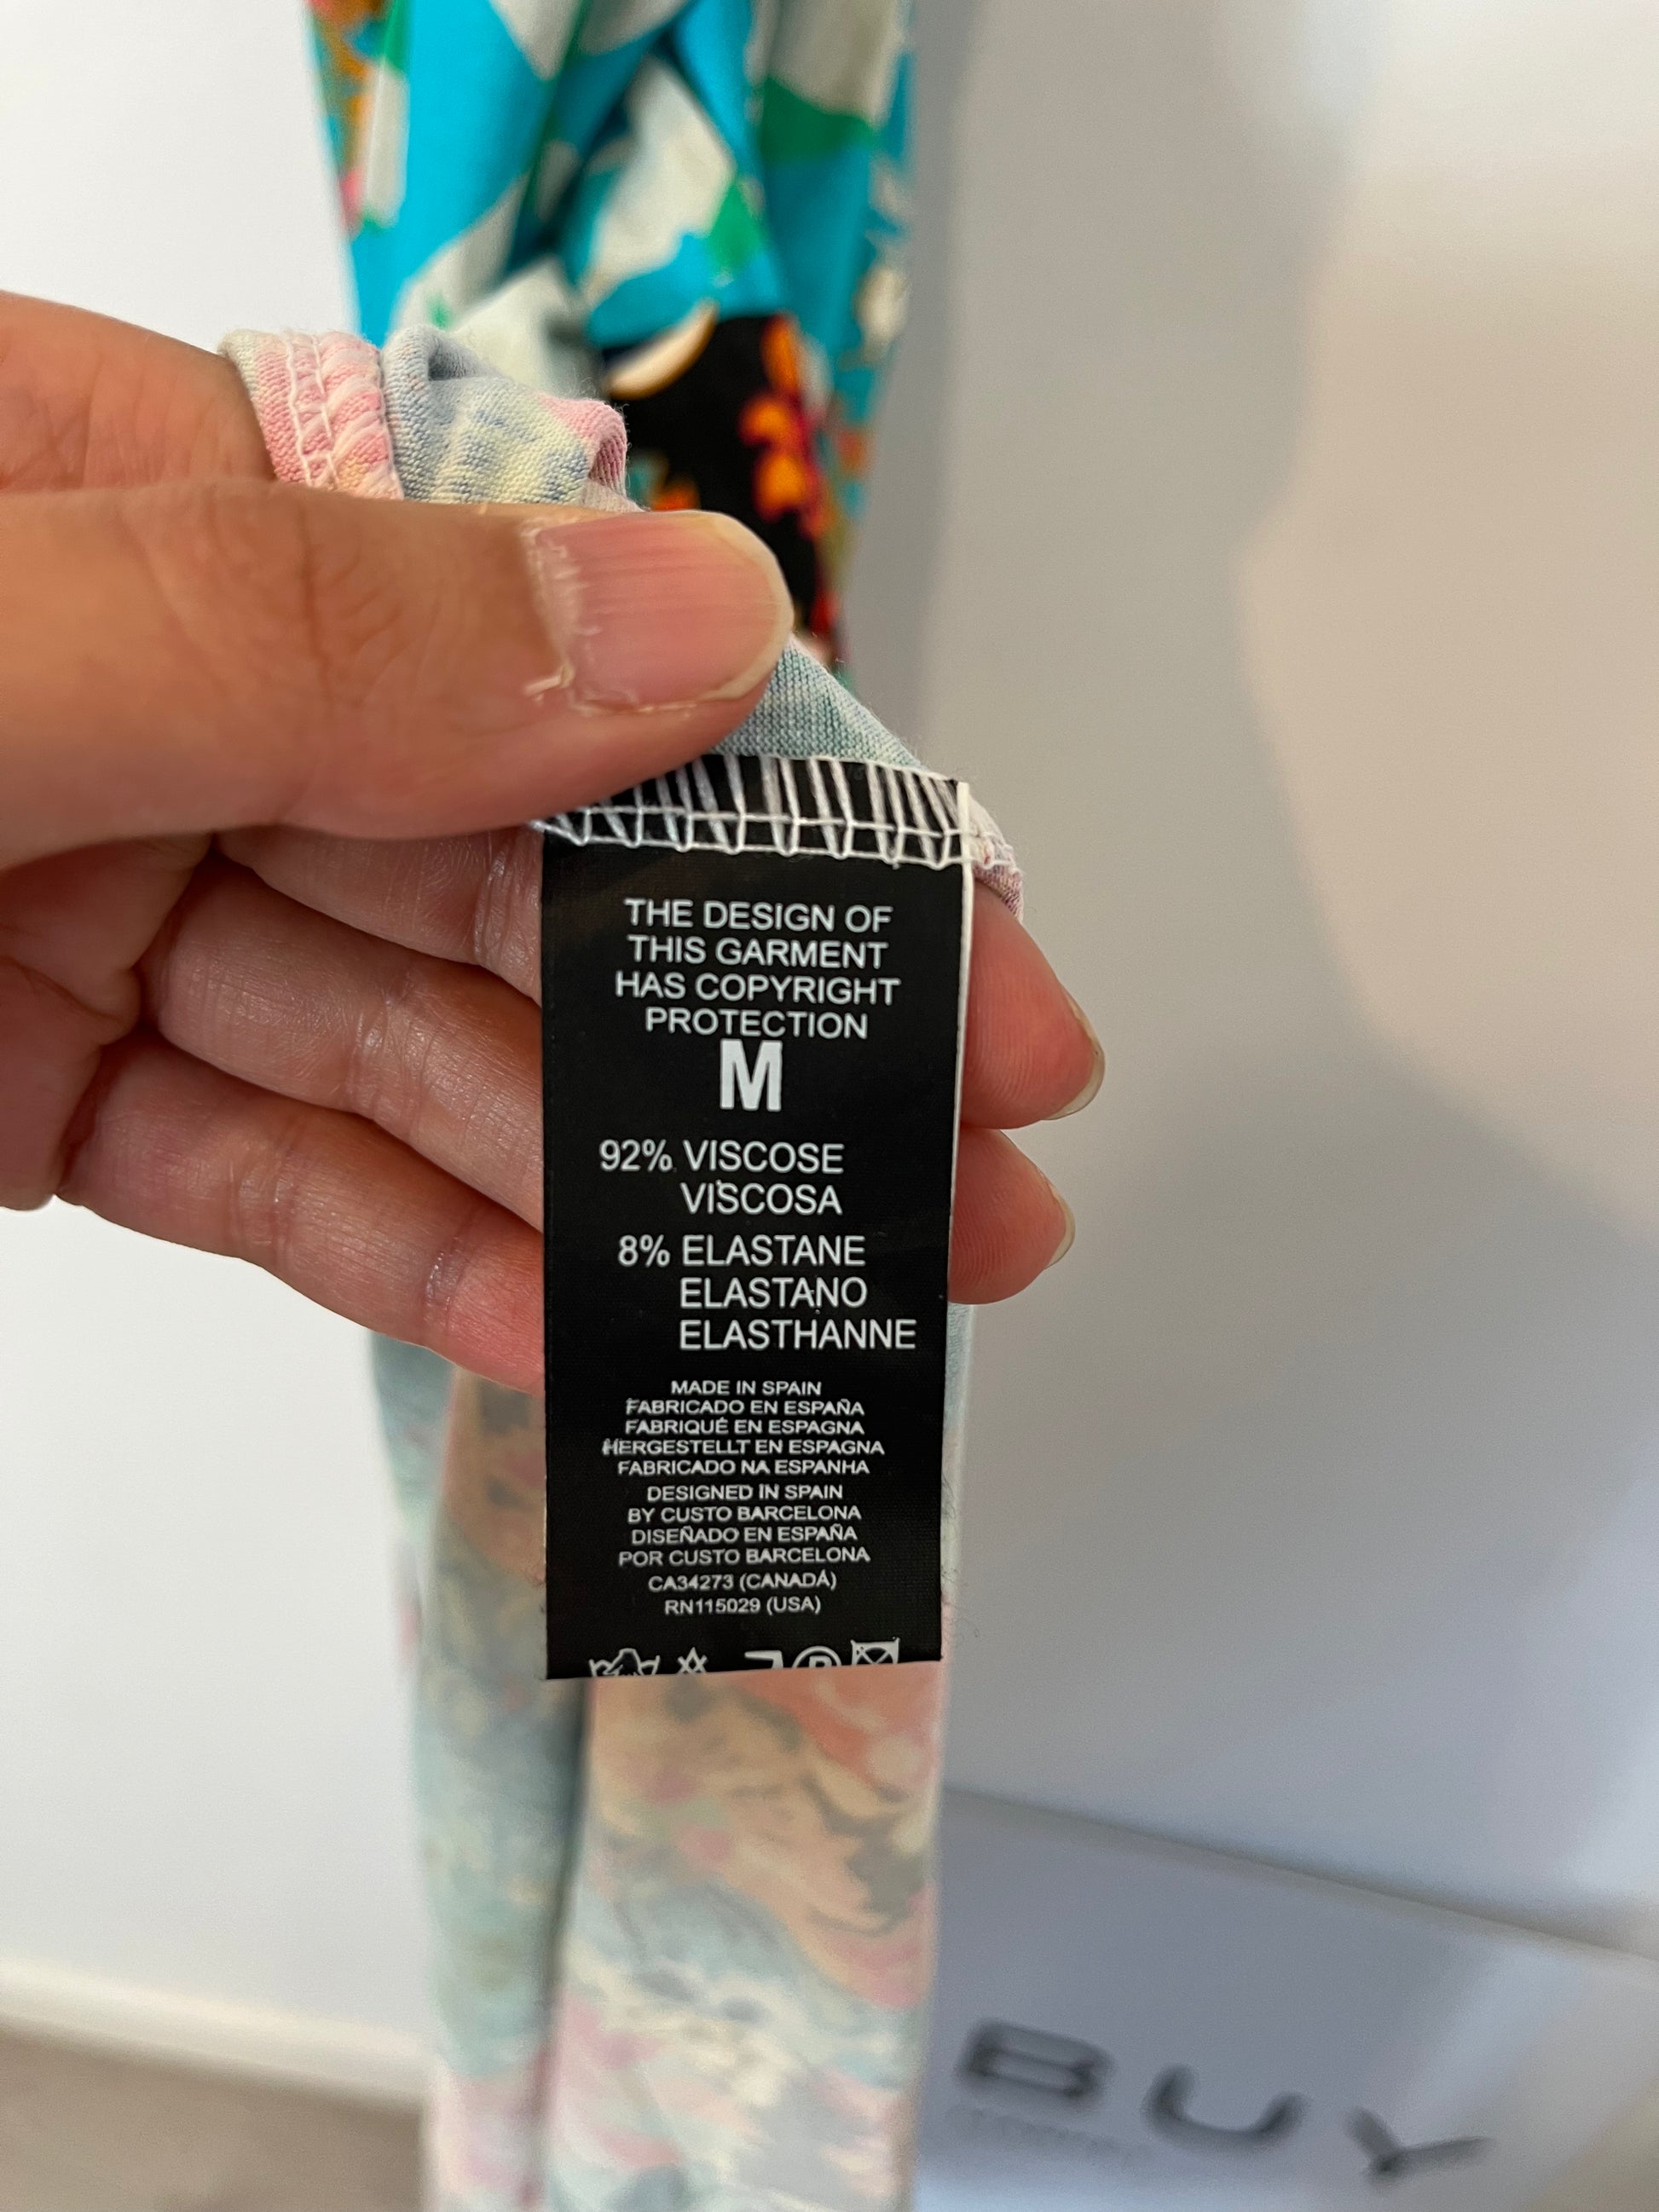 THE DESIGN OF
THIS GARMENT
HAS COPYRIGHT
PROTECTION
M
92% VISCOSE
VISCOSA
8% ELASTANE
ELASTANO
ELASTHANNE
MADE IN SPAIN
FABRICADO EN ESPAÑA
FABRIQUÉ EN ESPAGNA
HERGESTELLT EN ESPAGNA
FABRICADO NA ESPANHA
DESIGNED IN SPAIN
BY CUSTO BARCELONA
DISEÑADO EN ESPAÑA
POR CUSTO BARCELONA
CA34273 (CANADÁ)
RN115029 (USA)
P
BUY